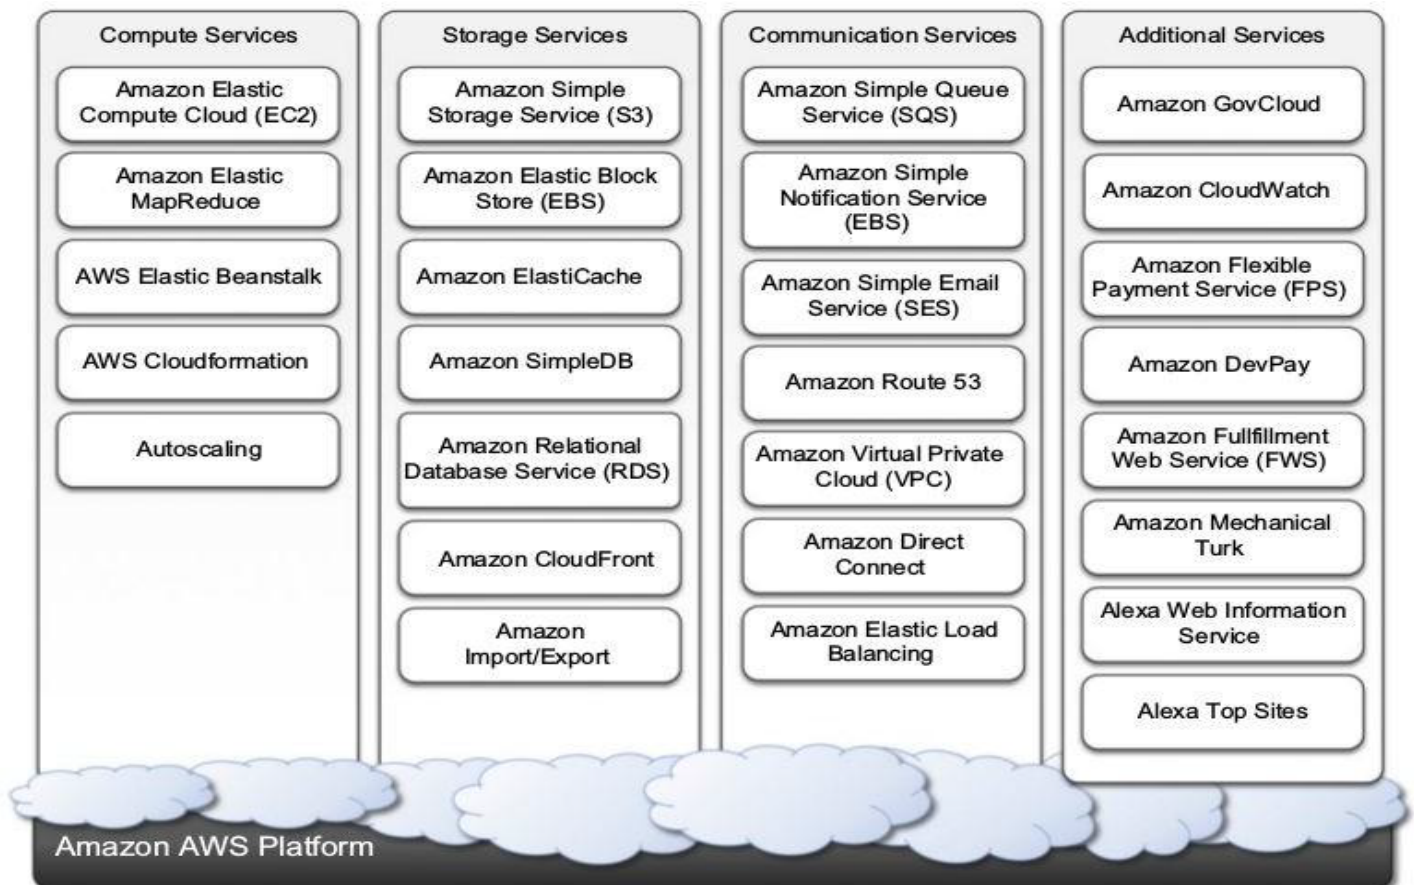 Compute Services
Amazon Elastic
Compute Cloud (EC2)
Amazon Elastic
MapReduce
AWS Elastic Beanstalk
AWS Cloudformation
Autoscaling
Storage Services
Amazon Simple
Storage Service (S3)
Amazon Elastic Block
Store (EBS)
Amazon ElastiCache
Amazon SimpleDB
Amazon Relational
Database Service (RDS)
Amazon CloudFront
Amazon
Import/Export
Communication Services
Amazon Simple Queue
Service (SQS)
Amazon Simple
Notification Service
(EBS)
Amazon Simple Email
Service (SES)
Amazon Route 53
Amazon Virtual Private
Cloud (VPC)
Amazon Direct
Connect
Amazon Elastic Load
Balancing
Additional Services
Amazon GovCloud
Amazon CloudWatch
Amazon Flexible
Payment Service (FPS)
Amazon DevPay
Amazon Fullfillment
Web Service (FWS)
Amazon Mechanical
Turk
Alexa Web Information
Service
Alexa Top Sites
Amazon AWS Platform